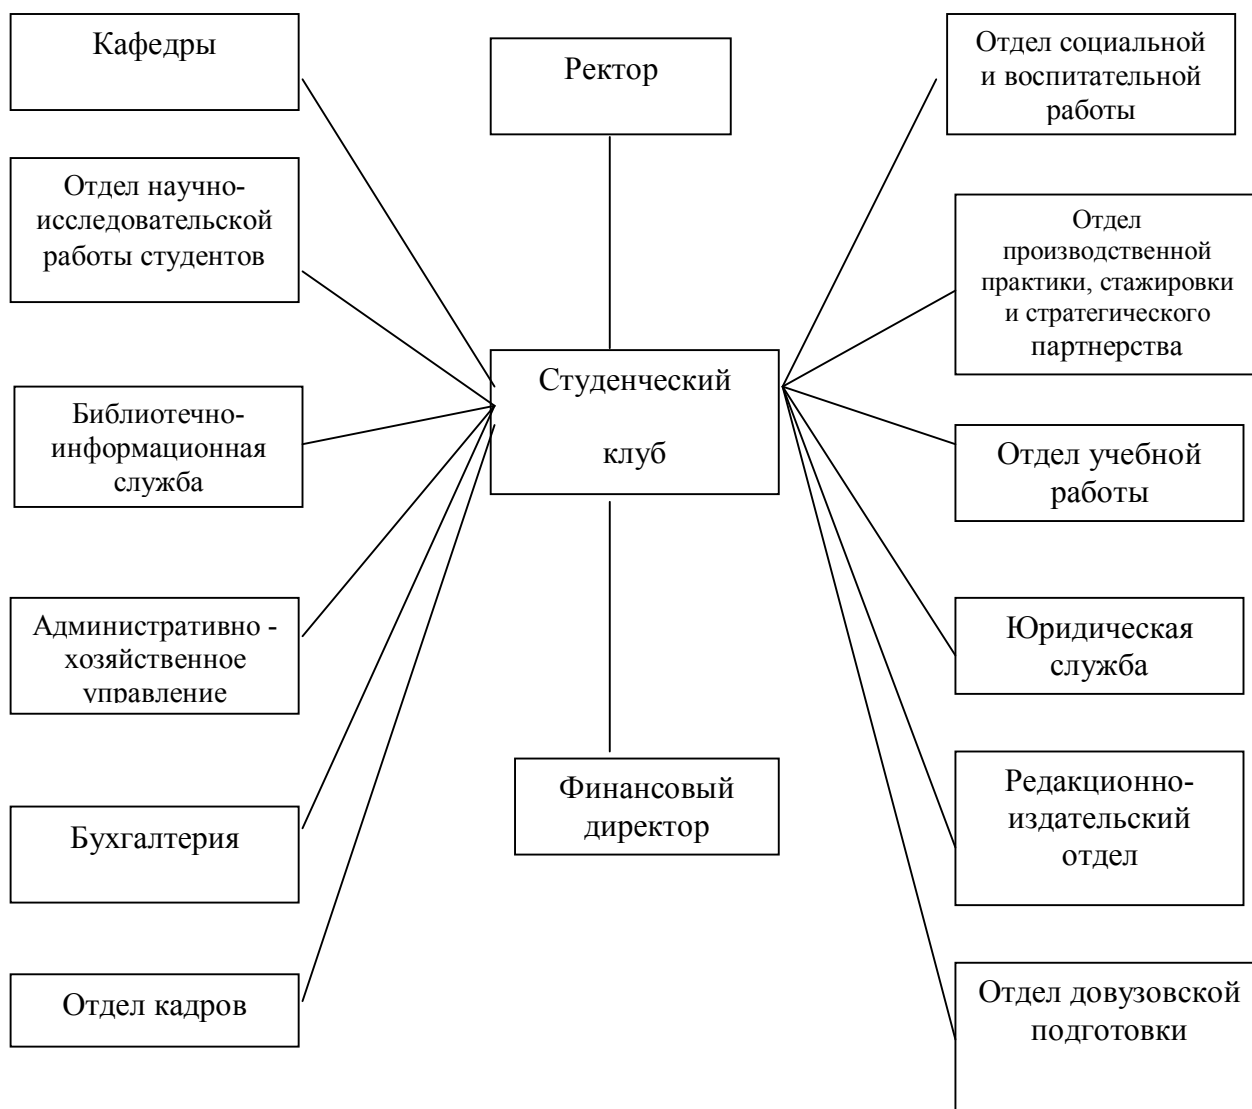 Кафедры
Ректор
Отдел социальной
и воспитательной
работы
Отдел научно-
исследовательской
работы студентов
Отдел
производственной
практики, стажировки
и стратегического
партнерства
Студенческий
клуб
Библиотечно-
информационная
служба
Отдел учебной
работы
Административно -
хозяйственное
управление
Юридическая
служба
Финансовый
директор
Редакционно-
издательский
отдел
Бухгалтерия
Отдел кадров
Отдел довузовской
подготовки